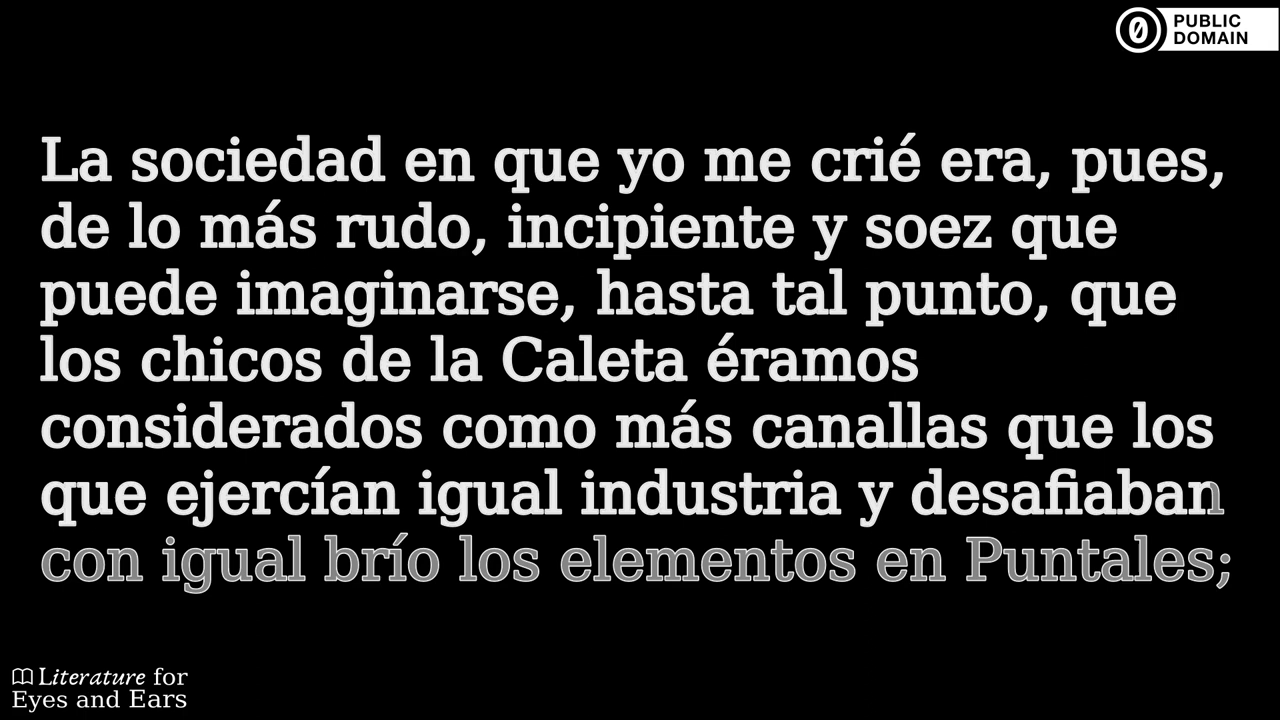 PUBLIC
DOMAIN
La sociedad en que yo me crié era, pues,
de lo más rudo, incipiente y soez que
puede imaginarse, hasta tal punto, que
los chicos de la Caleta éramos
considerados como más canallas que los
que ejercían igual industria y desafiaban
con igual brío los elementos en Puntales;
Literature for
Eyes and Ears